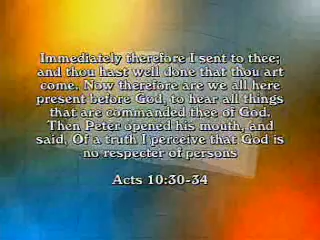 Immediately therefore I sent to thee;
and thou hast well done that thou art
come. Now therefore are we all here
present before God, to hear all things
that are commanded thee of God.
Then Peter opened his mouth, and
said, Of a truth I perceive that God is
no respecter of persons
Acts 10:30-34